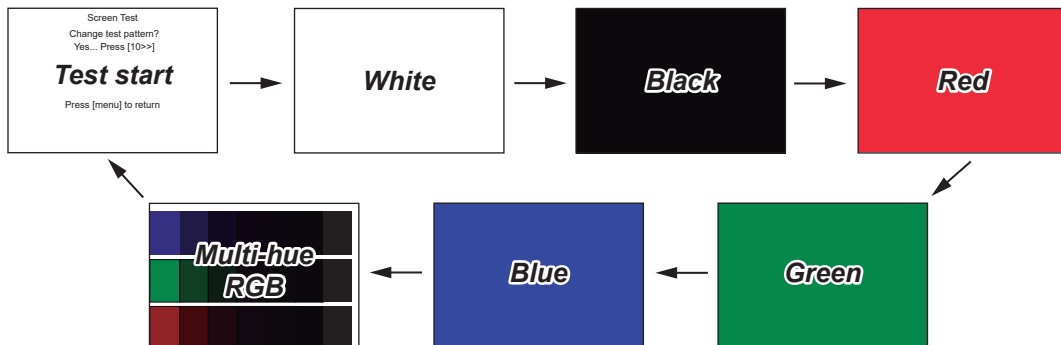 Screen Test
Change test pattern?
Yes... Press [10>>]
Test start
Press [menu] to return
White
Black
Red
Green
Blue
Multi-hue
RGB